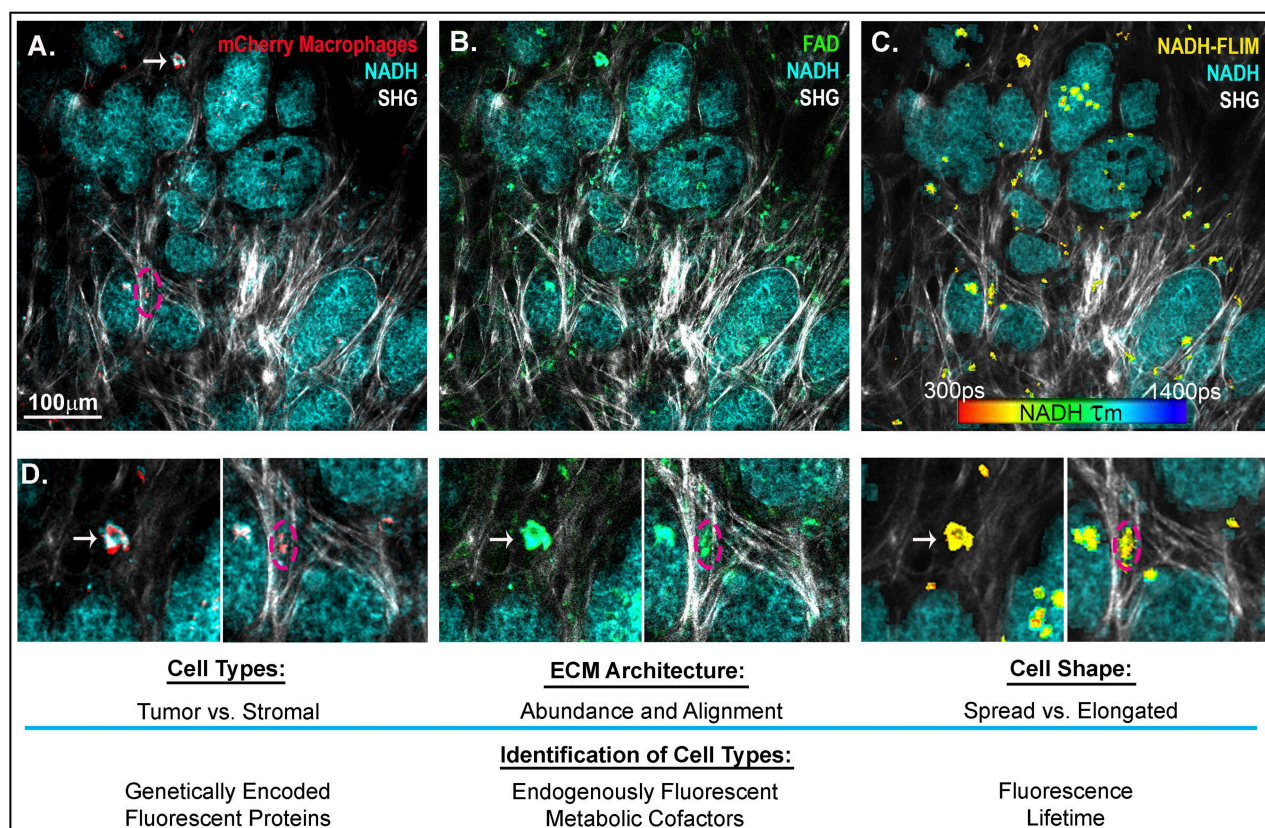 A.
mCherry Macrophages
NADH
SHG
100μm
B.
FAD
NADH
SHG
C.
NADH-FLIM
NADH
SHG
300ps
1400ps
NADH τm
D.
Cell Types:
Tumor vs. Stromal
ECM Architecture:
Abundance and Alignment
Cell Shape:
Spread vs. Elongated
Identification of Cell Types:
Genetically Encoded
Fluorescent Proteins
Endogenously Fluorescent
Metabolic Cofactors
Fluorescence
Lifetime